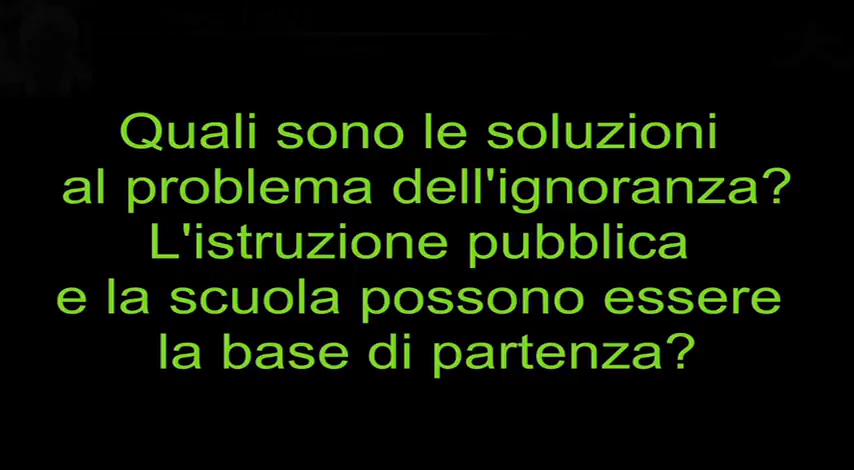 Quali sono le soluzioni
al problema dell'ignoranza?
L'istruzione pubblica
e la scuola possono essere
la base di partenza?